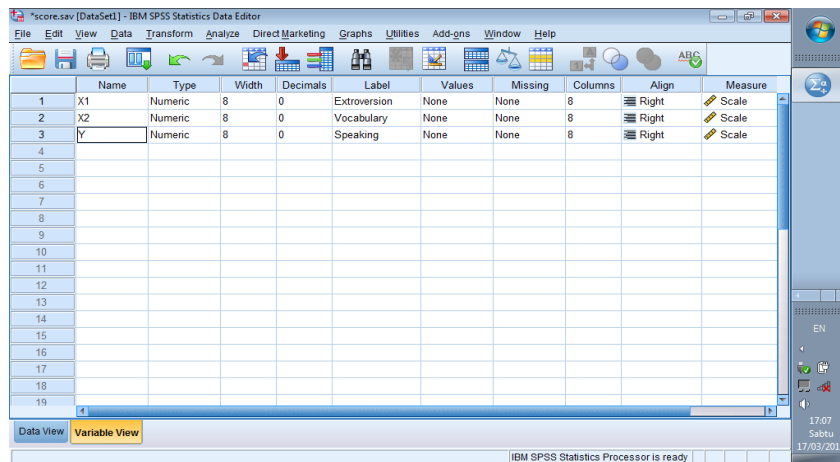 *score.sav [DataSet1] - IBM SPSS Statistics Data Editor
File Edit View Data Transform Analyze Direct Marketing Graphs Utilities Add-ons Window Help
Name Type Width Decimals Label Values Missing Columns Align Measure
1 X1 Numeric 8 0 Extroversion None None 8 Right Scale
2 X2 Numeric 8 0 Vocabulary None None 8 Right Scale
3 Y Numeric 8 0 Speaking None None 8 Right Scale
4
5
6
7
8
9
10
11
12
13
14
15
16
17
18
19
Data View Variable View
IBM SPSS Statistics Processor is ready
EN
17:07
Sabtu
17/03/201